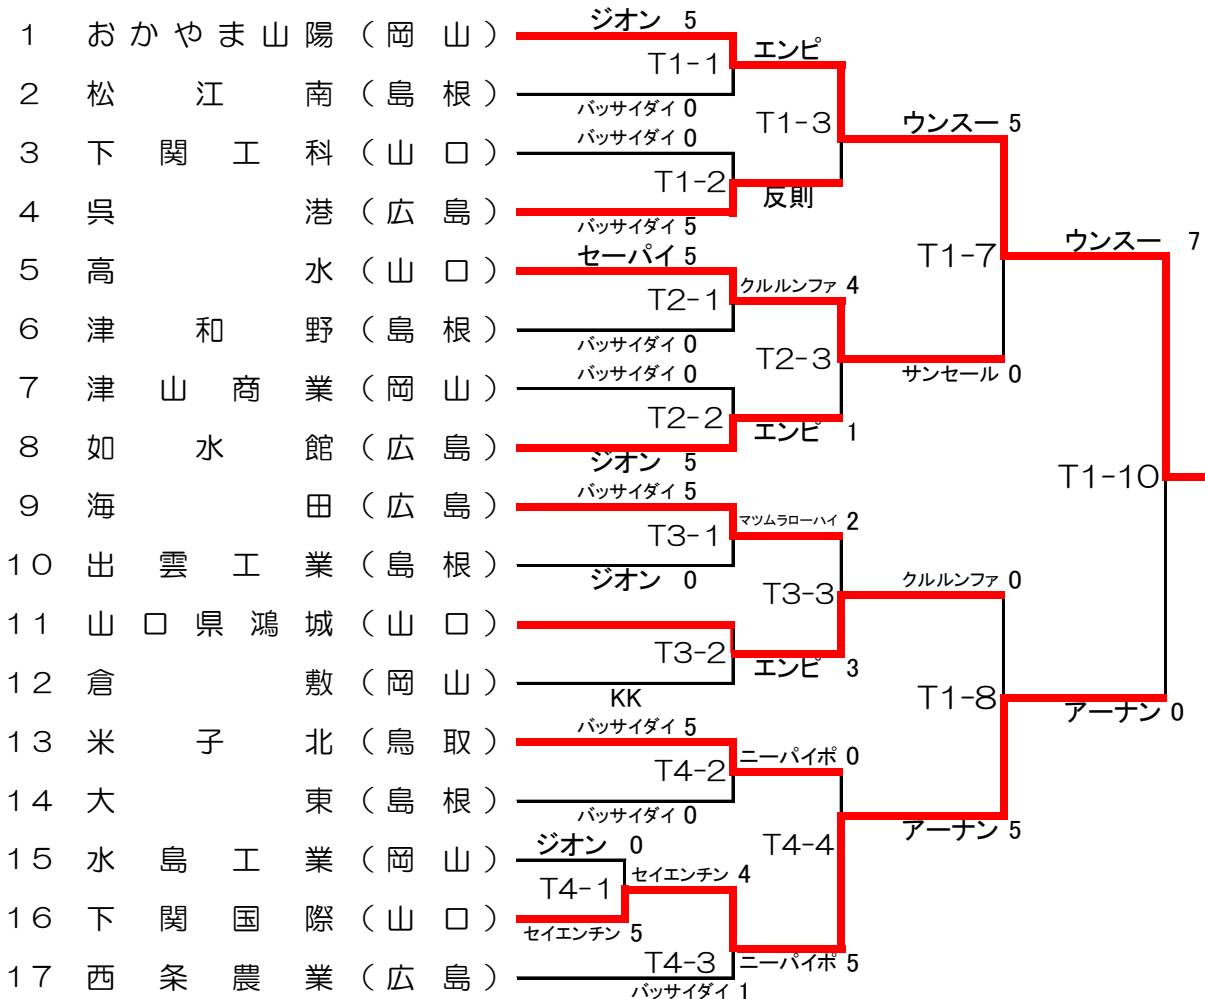 1 おかやま山陽（岡山）
ジオン 5
T1-1
エンピ
2 松江南（島根）
バッサイダイ 0
T1-3
ウンスー 5
3 下関工科（山口）
バッサイダイ 0
T1-2
反則
4 呉港（広島）
バッサイダイ 5
T1-7
ウンスー 7
5 高水（山口）
セーパイ 5
T2-1
クルルンファ 4
6 津和野（島根）
バッサイダイ 0
T2-3
サンセール 0
7 津山商業（岡山）
バッサイダイ 0
T2-2
エンピ 1
8 如水館（広島）
ジオン 5
T1-10
9 海田（広島）
バッサイダイ 5
T3-1
マツムラローハイ 2
10 出雲工業（島根）
ジオン 0
T3-3
クルルンファ 0
11 山口県鴻城（山口）
T3-2
エンピ 3
12 倉敷（岡山）
KK
T1-8
アーナン 0
13 米子北（鳥取）
バッサイダイ 5
T4-2
ニーパイポ 0
14 大東（島根）
バッサイダイ 0
T4-4
アーナン 5
15 水島工業（岡山）
ジオン 0
T4-1
セイエンチン 4
16 下関国際（山口）
セイエンチン 5
T4-3
ニーパイポ 5
17 西条農業（広島）
バッサイダイ 1